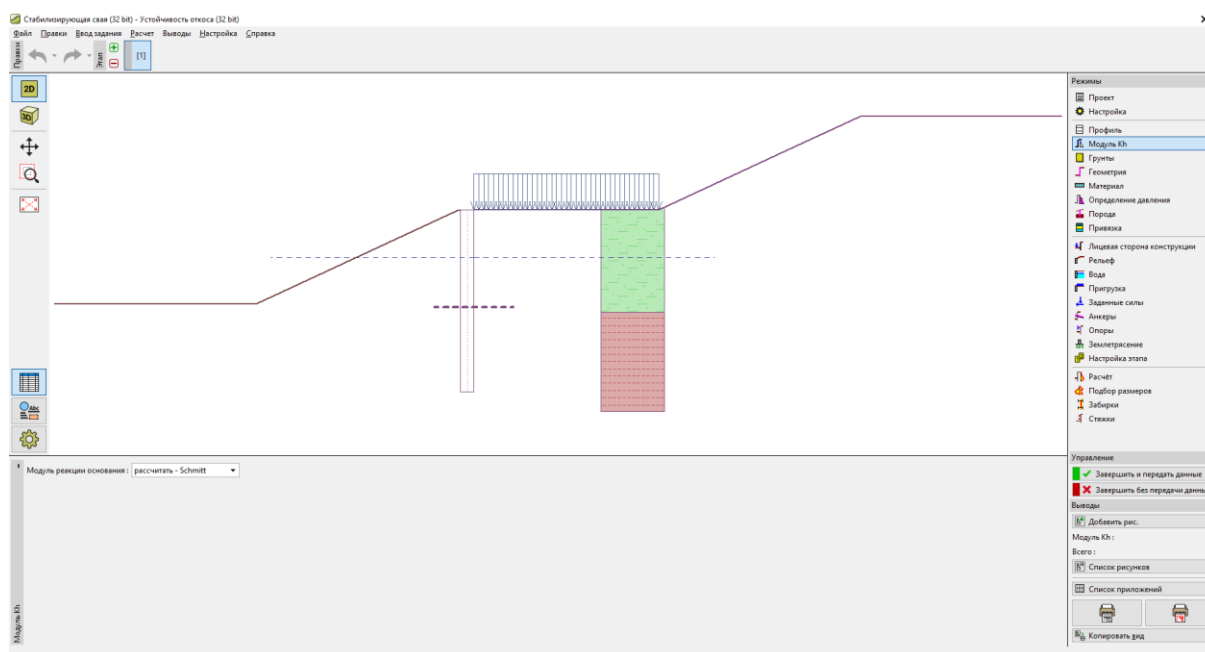 Стабилизирующая свая (32 bit) - Устойчивость откоса (32 bit)
Файл Правки Ввод задания Расчет Выводы Настройка Справка
Правки
Этап
[1]
2D
3D
Режимы
Проект
Настройка
Профиль
Модуль Kh
Грунты
Геометрия
Материал
Определение давления
Порода
Привязка
Лицевая сторона конструкции
Рельеф
Вода
Пригрузка
Заданные силы
Анкеры
Опоры
Землетрясение
Настройка этапа
Расчёт
Подбор размеров
Забирки
Стяжки
Abc
Модуль реакции основания : рассчитать - Schmitt
Модуль Kh
Управление
Завершить и передать данные
Завершить без передачи данны
Выводы
Добавить рис.
Модуль Kh :
Всего :
Список рисунков
Список приложений
Копировать вид